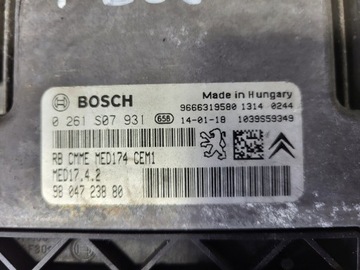 BOSCH
Made in Hungary
9666319580 1314 0244
0 261 S07 931
658
14-01-18 1039S59349
RB CMME MED174 CEM1
MED17.4.2
98 047 238 80